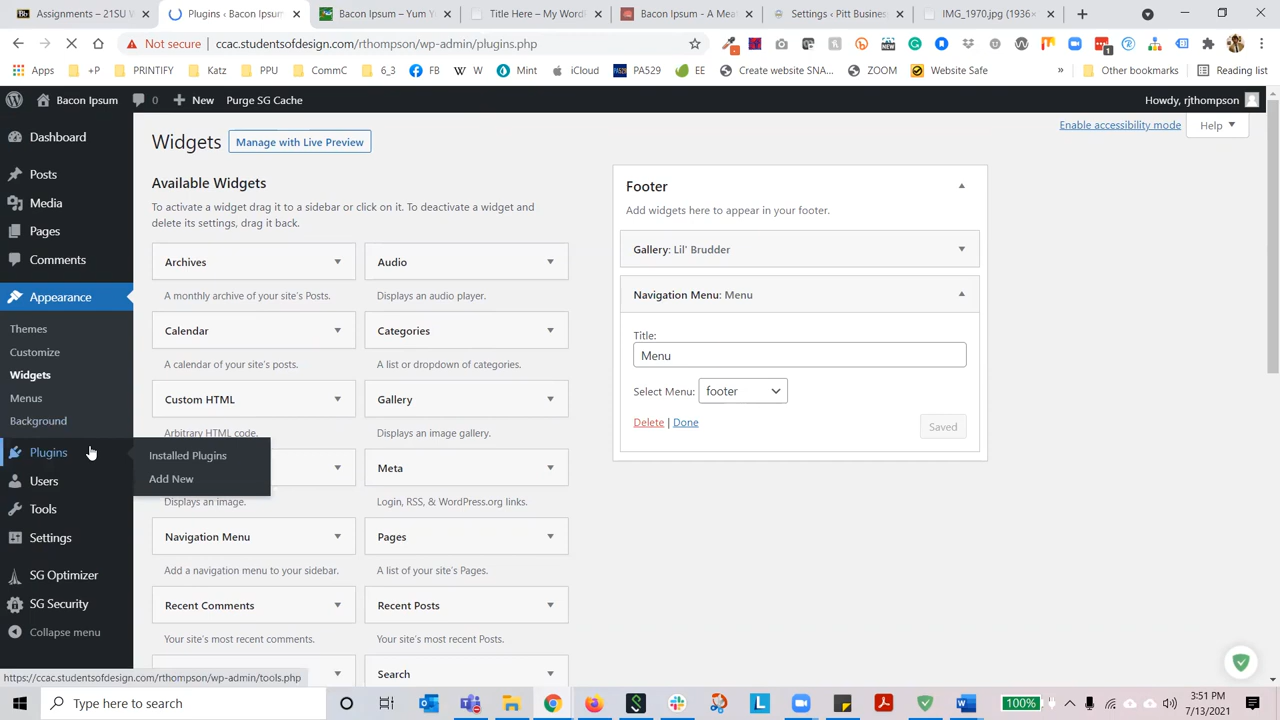 Assignments - 21SU W
Plugins
Bacon Ipsum – Yum Y
Title Here – My WordP
Bacon Ipsum - A Meat
Settings ‹ Pitt Business
IMG_1970.jpg (1936×
Not secure
ccac.studentsofdesign.com/rthompson/wp-admin/plugins.php
Apps
+P
PRINTIFY
Katz
PPU
CommC
6_3
FB
W
Mints
iCloud
PA529
EE
Create website SNA...
ZOOM
Website Safe
»
Other bookmarks
Reading list
Bacon Ipsum
0
New
Purge SG Cache
Howdy, rjthompson
Dashboard
Posts
Media
Pages
Comments
Appearance
Themes
Customize
Widgets
Menus
Background
Plugins
Installed Plugins
Add New
Users
Tools
Settings
SG Optimizer
SG Security
Collapse menu
Widgets
Manage with Live Preview
Enable accessibility mode
Help
Available Widgets
To activate a widget drag it to a sidebar or click on it. To deactivate a widget and
delete its settings, drag it back.
Archives
A monthly archive of your site's Posts.
Audio
Displays an audio player.
Calendar
A calendar of your site's posts.
Categories
A list or dropdown of categories.
Custom HTML
Arbitrary HTML code.
Gallery
Displays an image gallery.
Displays an image.
Meta
Login, RSS, & WordPress.org links.
Navigation Menu
Add a navigation menu to your sidebar.
Pages
A list of your site's Pages.
Recent Comments
Your site's most recent comments.
Recent Posts
Your site's most recent Posts.
Search
Footer
Add widgets here to appear in your footer.
Gallery: Lil' Brudder
Navigation Menu: Menu
Title:
Menu
Select Menu:
footer
Delete | Done
Saved
https://ccac.studentsofdesign.com/rthompson/wp-admin/tools.php
Type here to search
100%
3:51 PM
7/13/2021